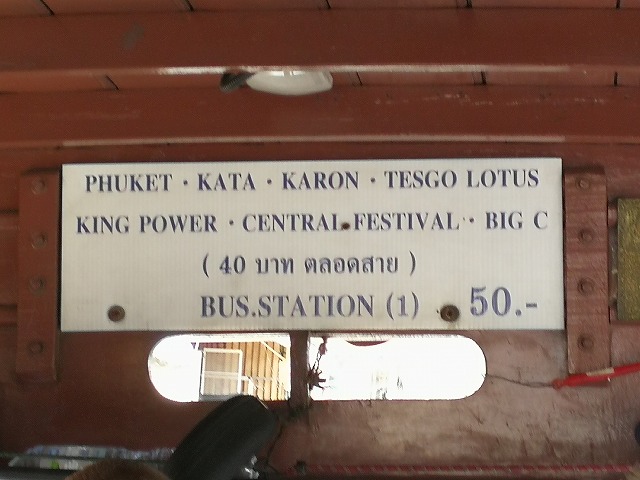 PHUKET · KATA · KARON · TESGO LOTUS
KING POWER · CENTRAL FESTIVAL · BIG C
( 40 บาท ตลอดสาย )
BUS.STATION (1) 50.-